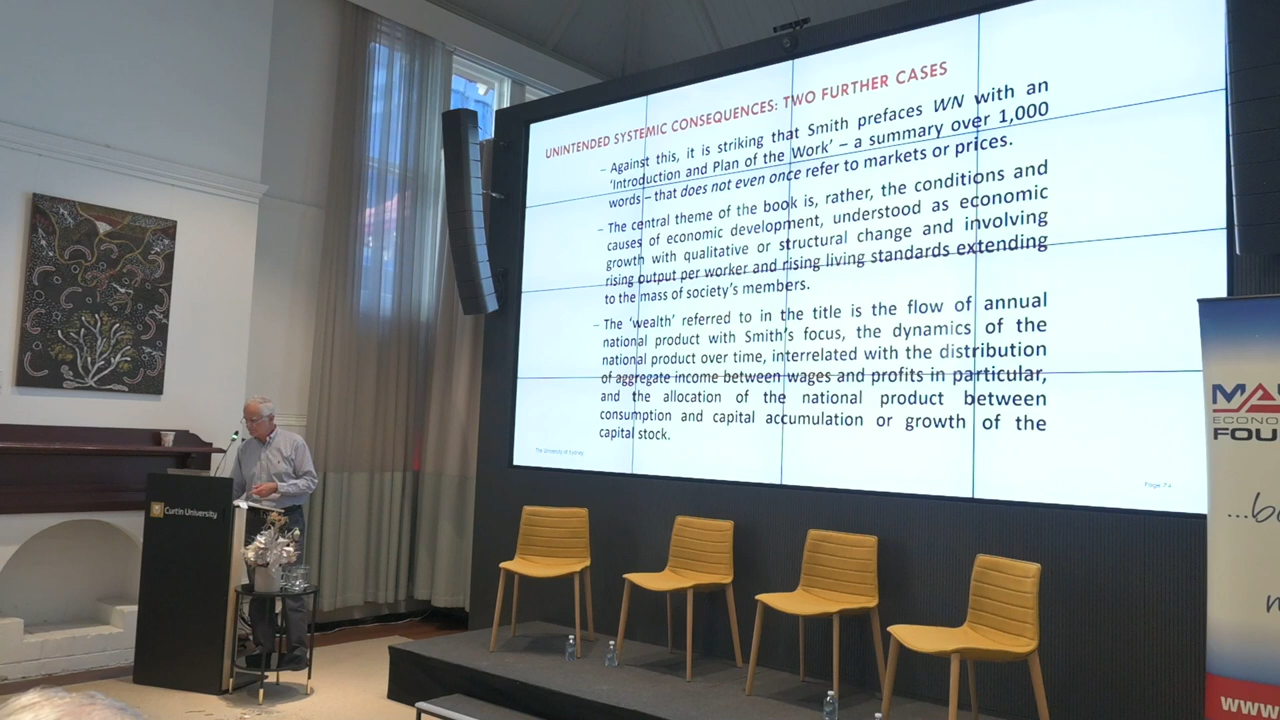 UNINTENDED SYSTEMIC CONSEQUENCES: TWO FURTHER CASES
– Against this, it is striking that Smith prefaces WN with an
'Introduction and Plan of the Work' – a summary over 1,000
words – that does not even once refer to markets or prices.
– The central theme of the book is, rather, the conditions and
causes of economic development, understood as economic
growth with qualitative or structural change and involving
rising output per worker and rising living standards extending
to the mass of society's members.
– The 'wealth' referred to in the title is the flow of annual
national product with Smith's focus, the dynamics of the
national product over time, interrelated with the distribution
of aggregate income between wages and profits in particular,
and the allocation of the national product between
consumption and capital accumulation or growth of the
capital stock.
The University of Sydney
Page
Curtin University
MA
ECONO
FOU
...b
www.